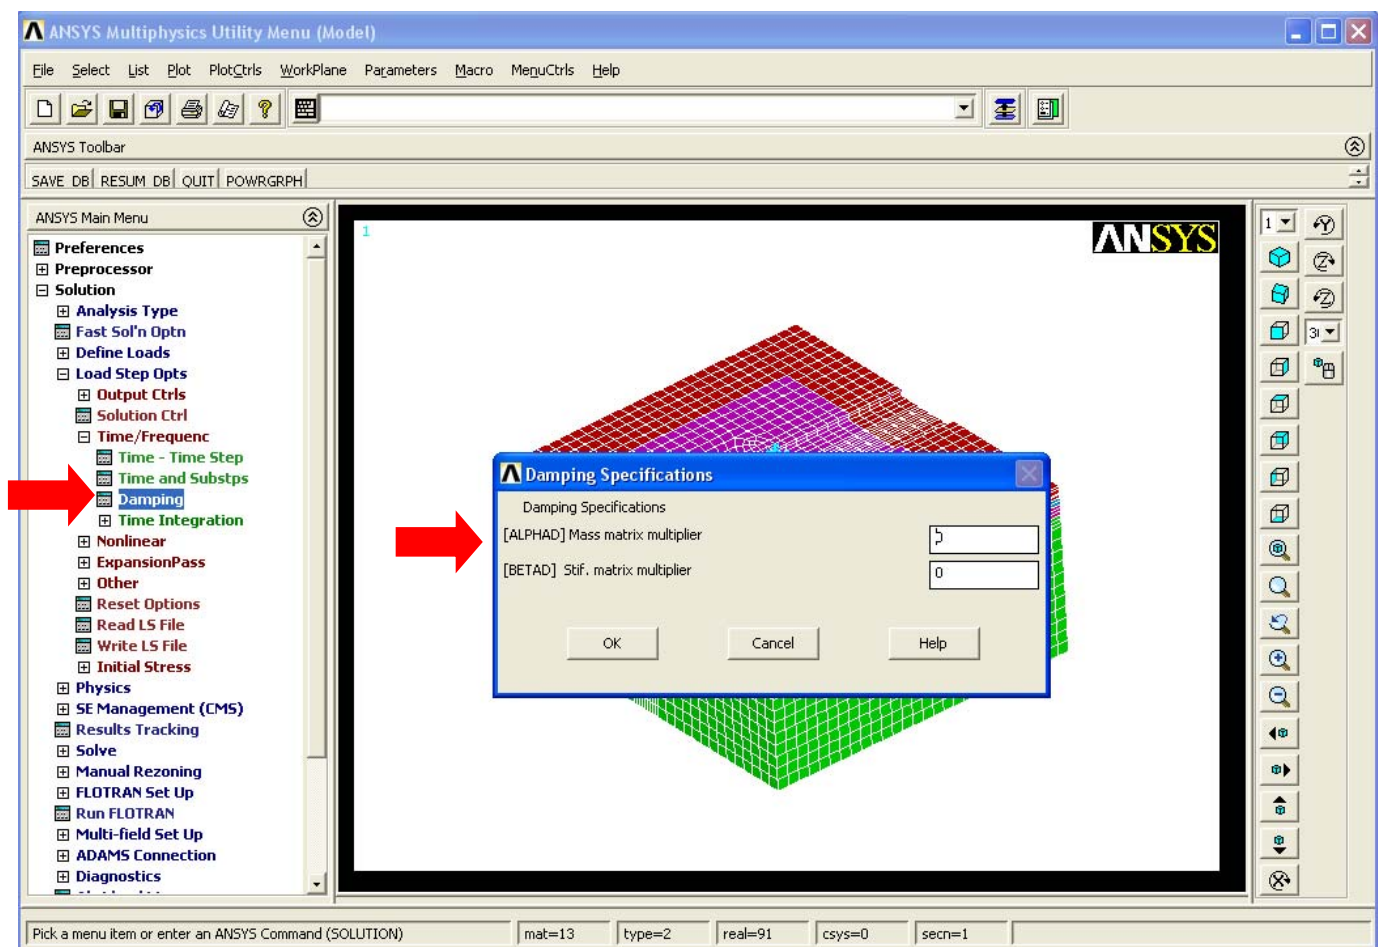 ANSYS Multiphysics Utility Menu (Model)
File Select List Plot PlotCtrls WorkPlane Parameters Macro MenuCtrls Help
ANSYS Toolbar
SAVE_DB RESUM_DB QUIT POWRGRPH
ANSYS Main Menu
Preferences
Preprocessor
Solution
Analysis Type
Fast Sol'n Optn
Define Loads
Load Step Opts
Output Ctrls
Solution Ctrl
Time/Frequenc
Time - Time Step
Time and Substps
Damping
Time Integration
Nonlinear
ExpansionPass
Other
Reset Options
Read LS File
Write LS File
Initial Stress
Physics
SE Management (CMS)
Results Tracking
Solve
Manual Rezoning
FLOTRAN Set Up
Run FLOTRAN
Multi-field Set Up
ADAMS Connection
Diagnostics
1
ANSYS
Damping Specifications
Damping Specifications
[ALPHAD] Mass matrix multiplier
[BETAD] Stif. matrix multiplier
0
OK Cancel Help
1
Pick a menu item or enter an ANSYS Command (SOLUTION)
mat=13 type=2 real=91 csys=0 secn=1